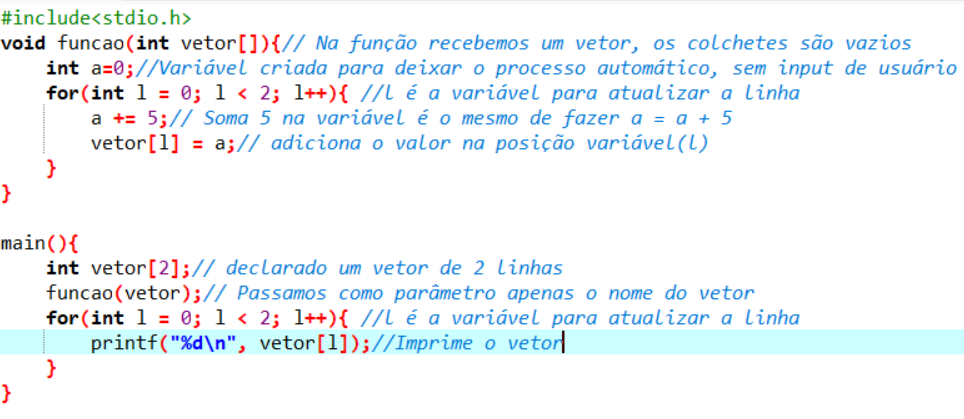 #include<stdio.h>
void funcao(int vetor[]){// Na função recebemos um vetor, os colchetes são vazios
    int a=0;//Variável criada para deixar o processo automático, sem input de usuário
    for(int l = 0; l < 2; l++){ //l é a variável para atualizar a linha
        a += 5;// Soma 5 na variável é o mesmo de fazer a = a + 5
        vetor[l] = a;// adiciona o valor na posição variável(l)
    }
}

main(){
    int vetor[2];// declarado um vetor de 2 linhas
    funcao(vetor);// Passamos como parâmetro apenas o nome do vetor
    for(int l = 0; l < 2; l++){ //l é a variável para atualizar a linha
        printf("%d\n", vetor[l]);//Imprime o vetor
    }
}